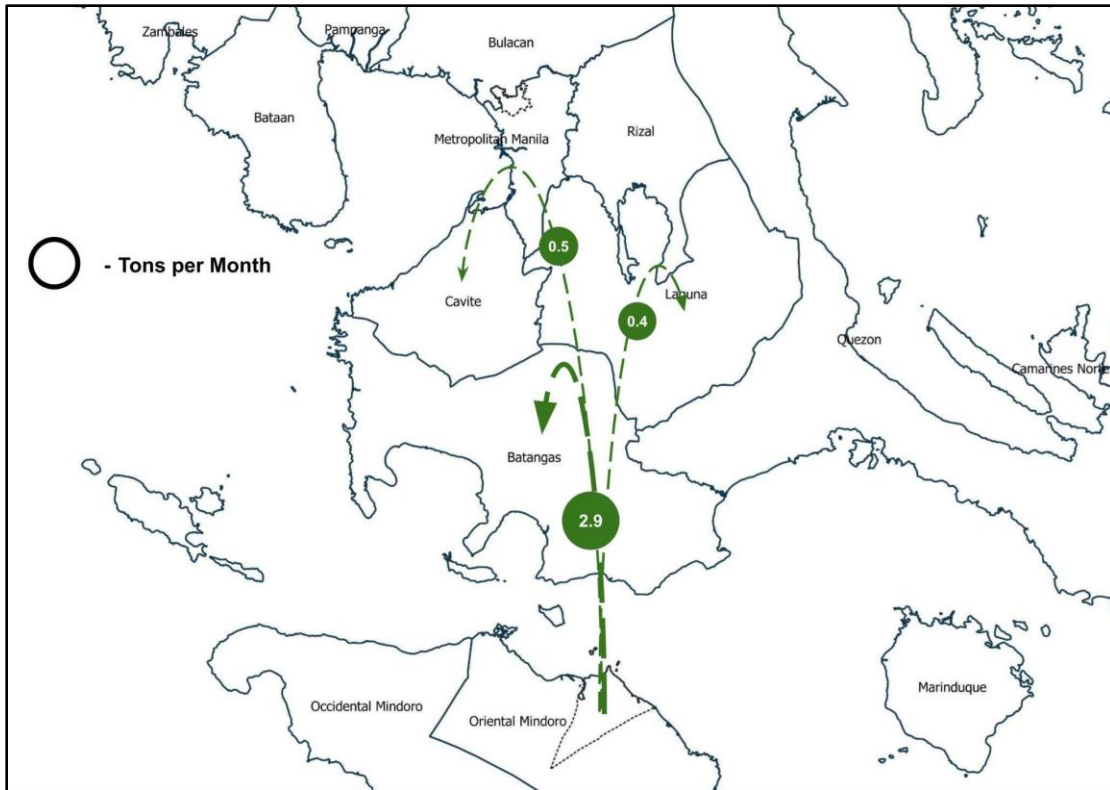 Zambales
Pampanga
Bulacan
Bataan
Metropolitan Manila
Rizal
0.5
- Tons per Month
Cavite
Laguna
0.4
Quezon
Camarines Norte
Batangas
2.9
Marinduque
Occidental Mindoro
Oriental Mindoro